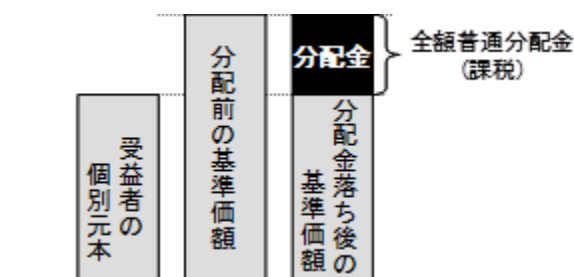 受益者の
個別元本
分配前の基準価額
分配金
分配金落ち後の
基準価額
全額普通分配金
(課税)